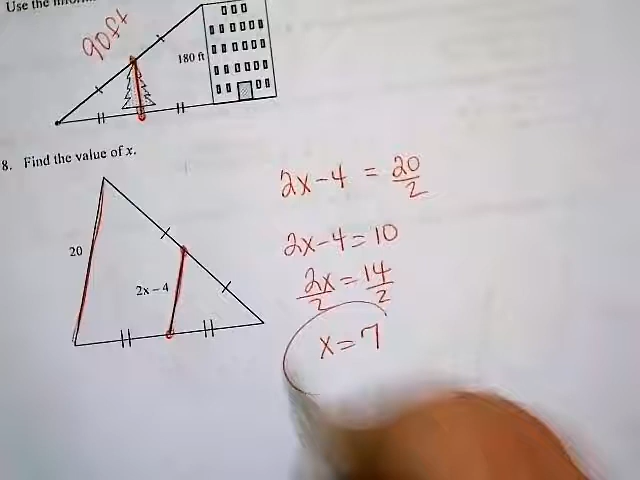 Use the
90ft
180 ft
8. Find the value of x.
20
2x – 4
2x-4 = 20/2
2x-4=10
2x/2 = 14/2
x=7